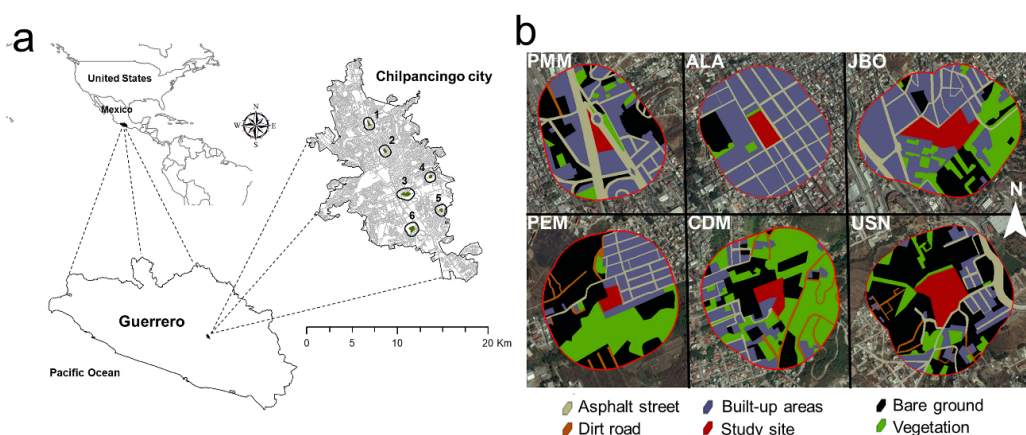 a
United States
Mexico
N
W E
S
Chilpancingo city
1
2
3
4
5
6
Guerrero
Pacific Ocean
0 5 10 20 Km
b
PMM ALA JBO
PEM CDM USN
N
Asphalt street Built-up areas Bare ground
Dirt road Study site Vegetation